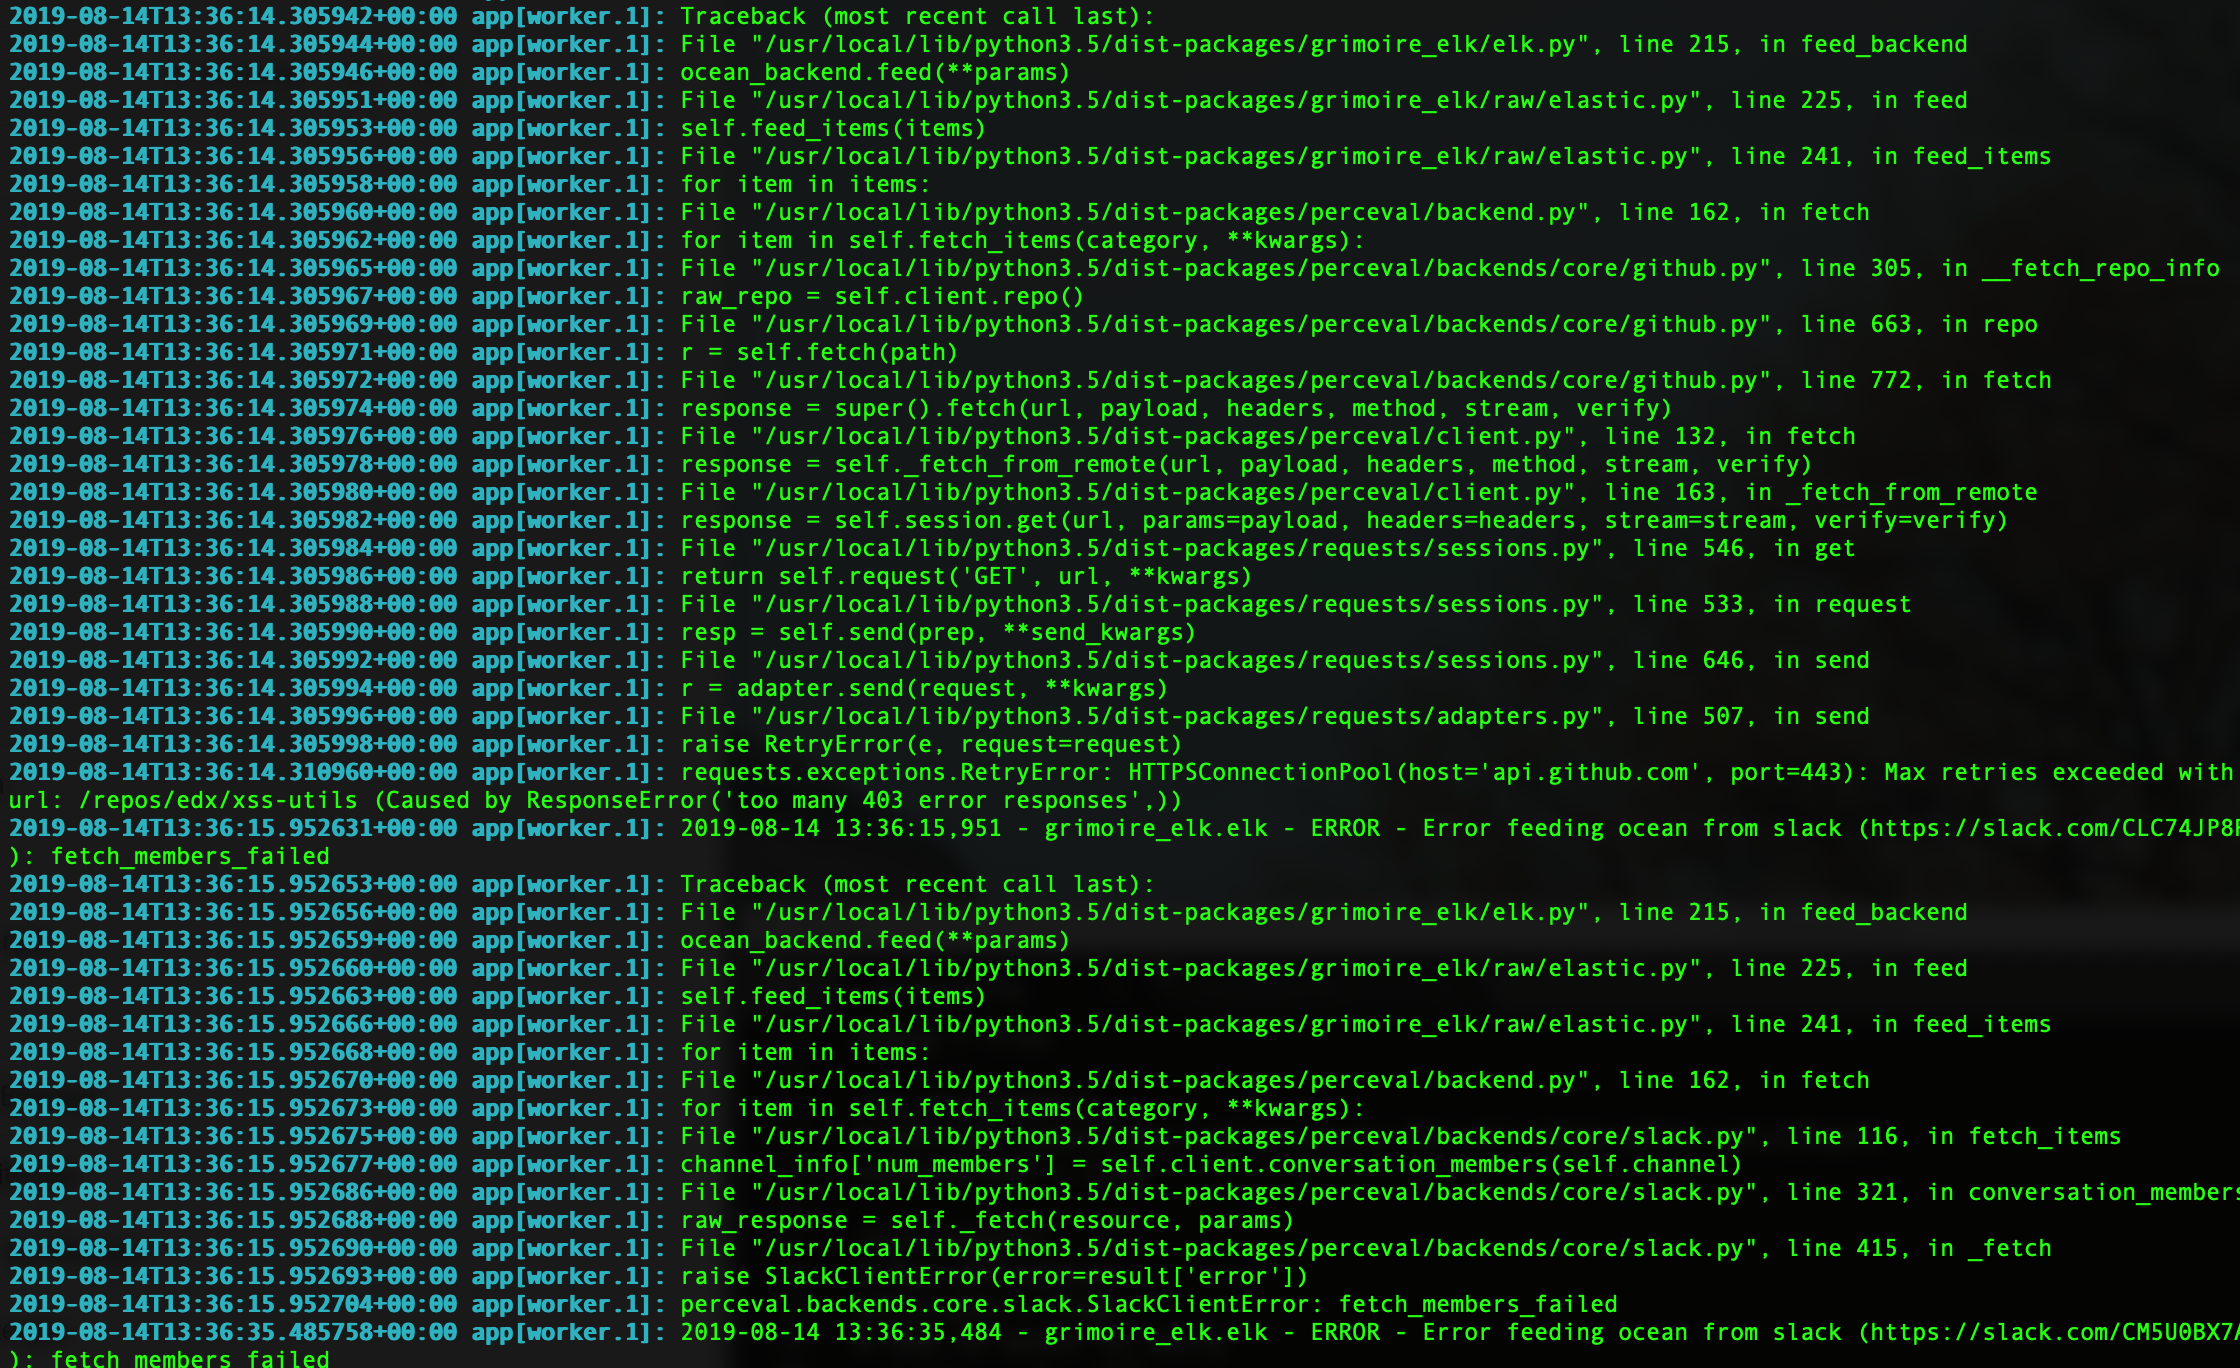 2019-08-14T13:36:14.305942+00:00 app[worker.1]: Traceback (most recent call last):
2019-08-14T13:36:14.305944+00:00 app[worker.1]: File "/usr/local/lib/python3.5/dist-packages/grimoire_elk/elk.py", line 215, in feed_backend
2019-08-14T13:36:14.305946+00:00 app[worker.1]: ocean_backend.feed(**params)
2019-08-14T13:36:14.305951+00:00 app[worker.1]: File "/usr/local/lib/python3.5/dist-packages/grimoire_elk/raw/elastic.py", line 225, in feed
2019-08-14T13:36:14.305953+00:00 app[worker.1]: self.feed_items(items)
2019-08-14T13:36:14.305956+00:00 app[worker.1]: File "/usr/local/lib/python3.5/dist-packages/grimoire_elk/raw/elastic.py", line 241, in feed_items
2019-08-14T13:36:14.305958+00:00 app[worker.1]: for item in items:
2019-08-14T13:36:14.305960+00:00 app[worker.1]: File "/usr/local/lib/python3.5/dist-packages/perceval/backend.py", line 162, in fetch
2019-08-14T13:36:14.305962+00:00 app[worker.1]: for item in self.fetch_items(category, **kwargs):
2019-08-14T13:36:14.305965+00:00 app[worker.1]: File "/usr/local/lib/python3.5/dist-packages/perceval/backends/core/github.py", line 305, in __fetch_repo_info
2019-08-14T13:36:14.305967+00:00 app[worker.1]: raw_repo = self.client.repo()
2019-08-14T13:36:14.305969+00:00 app[worker.1]: File "/usr/local/lib/python3.5/dist-packages/perceval/backends/core/github.py", line 663, in repo
2019-08-14T13:36:14.305971+00:00 app[worker.1]: r = self.fetch(path)
2019-08-14T13:36:14.305972+00:00 app[worker.1]: File "/usr/local/lib/python3.5/dist-packages/perceval/backends/core/github.py", line 772, in fetch
2019-08-14T13:36:14.305974+00:00 app[worker.1]: response = super().fetch(url, payload, headers, method, stream, verify)
2019-08-14T13:36:14.305976+00:00 app[worker.1]: File "/usr/local/lib/python3.5/dist-packages/perceval/client.py", line 132, in fetch
2019-08-14T13:36:14.305978+00:00 app[worker.1]: response = self._fetch_from_remote(url, payload, headers, method, stream, verify)
2019-08-14T13:36:14.305980+00:00 app[worker.1]: File "/usr/local/lib/python3.5/dist-packages/perceval/client.py", line 163, in _fetch_from_remote
2019-08-14T13:36:14.305982+00:00 app[worker.1]: response = self.session.get(url, params=payload, headers=headers, stream=stream, verify=verify)
2019-08-14T13:36:14.305984+00:00 app[worker.1]: File "/usr/local/lib/python3.5/dist-packages/requests/sessions.py", line 546, in get
2019-08-14T13:36:14.305986+00:00 app[worker.1]: return self.request('GET', url, **kwargs)
2019-08-14T13:36:14.305988+00:00 app[worker.1]: File "/usr/local/lib/python3.5/dist-packages/requests/sessions.py", line 533, in request
2019-08-14T13:36:14.305990+00:00 app[worker.1]: resp = self.send(prep, **send_kwargs)
2019-08-14T13:36:14.305992+00:00 app[worker.1]: File "/usr/local/lib/python3.5/dist-packages/requests/sessions.py", line 646, in send
2019-08-14T13:36:14.305994+00:00 app[worker.1]: r = adapter.send(request, **kwargs)
2019-08-14T13:36:14.305996+00:00 app[worker.1]: File "/usr/local/lib/python3.5/dist-packages/requests/adapters.py", line 507, in send
2019-08-14T13:36:14.305998+00:00 app[worker.1]: raise RetryError(e, request=request)
2019-08-14T13:36:14.310960+00:00 app[worker.1]: requests.exceptions.RetryError: HTTPSConnectionPool(host='api.github.com', port=443): Max retries exceeded with
url: /repos/edx/xss-utils (Caused by ResponseError('too many 403 error responses',))
2019-08-14T13:36:15.952631+00:00 app[worker.1]: 2019-08-14 13:36:15,951 - grimoire_elk.elk - ERROR - Error feeding ocean from slack (https://slack.com/CLC74JP8
): fetch_members_failed
2019-08-14T13:36:15.952653+00:00 app[worker.1]: Traceback (most recent call last):
2019-08-14T13:36:15.952656+00:00 app[worker.1]: File "/usr/local/lib/python3.5/dist-packages/grimoire_elk/elk.py", line 215, in feed_backend
2019-08-14T13:36:15.952659+00:00 app[worker.1]: ocean_backend.feed(**params)
2019-08-14T13:36:15.952660+00:00 app[worker.1]: File "/usr/local/lib/python3.5/dist-packages/grimoire_elk/raw/elastic.py", line 225, in feed
2019-08-14T13:36:15.952663+00:00 app[worker.1]: self.feed_items(items)
2019-08-14T13:36:15.952666+00:00 app[worker.1]: File "/usr/local/lib/python3.5/dist-packages/grimoire_elk/raw/elastic.py", line 241, in feed_items
2019-08-14T13:36:15.952668+00:00 app[worker.1]: for item in items:
2019-08-14T13:36:15.952670+00:00 app[worker.1]: File "/usr/local/lib/python3.5/dist-packages/perceval/backend.py", line 162, in fetch
2019-08-14T13:36:15.952673+00:00 app[worker.1]: for item in self.fetch_items(category, **kwargs):
2019-08-14T13:36:15.952675+00:00 app[worker.1]: File "/usr/local/lib/python3.5/dist-packages/perceval/backends/core/slack.py", line 116, in fetch_items
2019-08-14T13:36:15.952677+00:00 app[worker.1]: channel_info['num_members'] = self.client.conversation_members(self.channel)
2019-08-14T13:36:15.952686+00:00 app[worker.1]: File "/usr/local/lib/python3.5/dist-packages/perceval/backends/core/slack.py", line 321, in conversation_members
2019-08-14T13:36:15.952688+00:00 app[worker.1]: raw_response = self._fetch(resource, params)
2019-08-14T13:36:15.952690+00:00 app[worker.1]: File "/usr/local/lib/python3.5/dist-packages/perceval/backends/core/slack.py", line 415, in _fetch
2019-08-14T13:36:15.952693+00:00 app[worker.1]: raise SlackClientError(error=result['error'])
2019-08-14T13:36:15.952704+00:00 app[worker.1]: perceval.backends.core.slack.SlackClientError: fetch_members_failed
2019-08-14T13:36:35.485758+00:00 app[worker.1]: 2019-08-14 13:36:35,484 - grimoire_elk.elk - ERROR - Error feeding ocean from slack (https://slack.com/CM5U0BX7
): fetch_members_failed